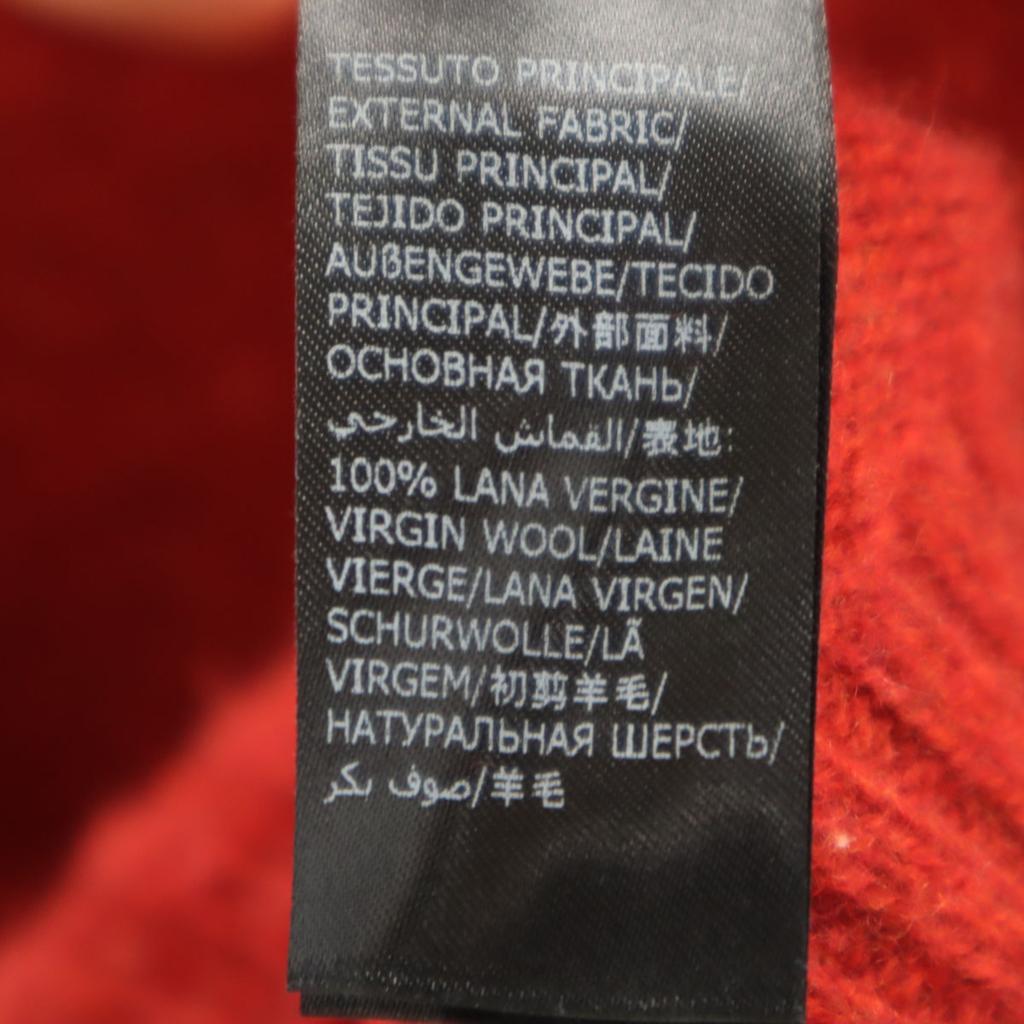 TESSUTO PRINCIPALE/
EXTERNAL FABRIC/
TISSU PRINCIPAL/
TEJIDO PRINCIPAL/
AUßENGEWEBE/TECIDO
PRINCIPAL/外部面料/
ОСНОВНАЯ ТКАНЬ/
القماش الخارجي/表地:
100% LANA VERGINE/
VIRGIN WOOL/LAINE
VIERGE/LANA VIRGEN/
SCHURWOLLE/LÃ
VIRGEM/初剪羊毛/
НАТУРАЛЬНАЯ ШЕРСТЬ/
صوف بكر/羊毛